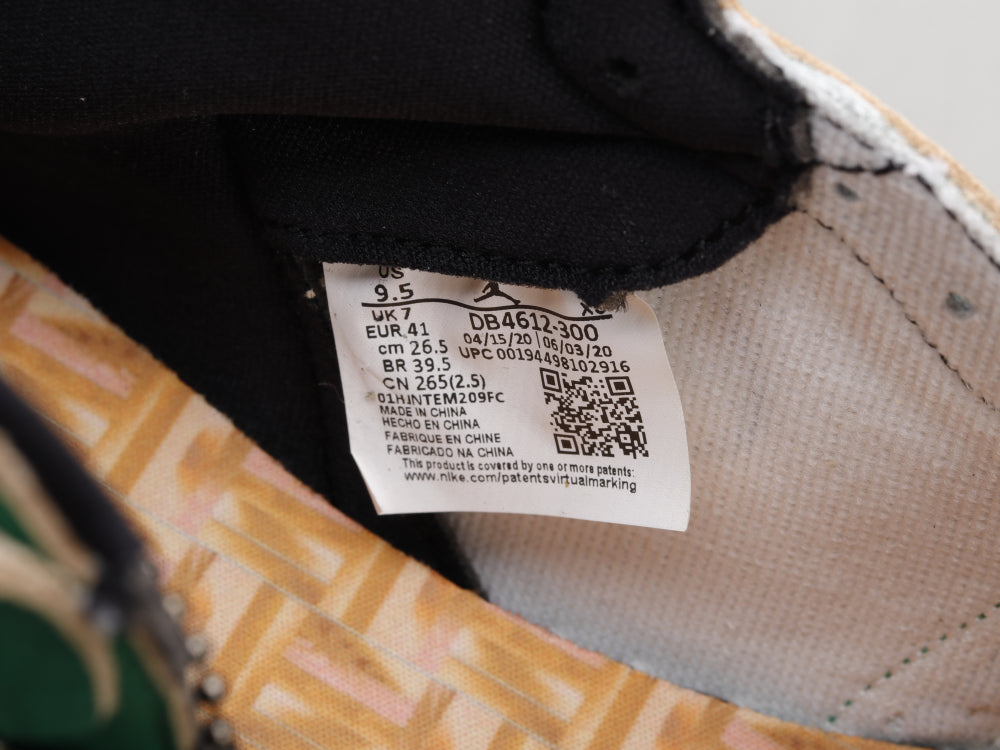 US
9.5
UK 7
EUR 41
cm 26.5
BR 39.5
CN 265(2.5)
DB4612-300
04/15/20 | 06/03/20
UPC 00194498102916
01HJNTEM209FC
MADE IN CHINA
HECHO EN CHINA
FABRIQUE EN CHINE
FABRICADO NA CHINA
This product is covered by one or more patents:
www.nike.com/patentsvirtualmarking